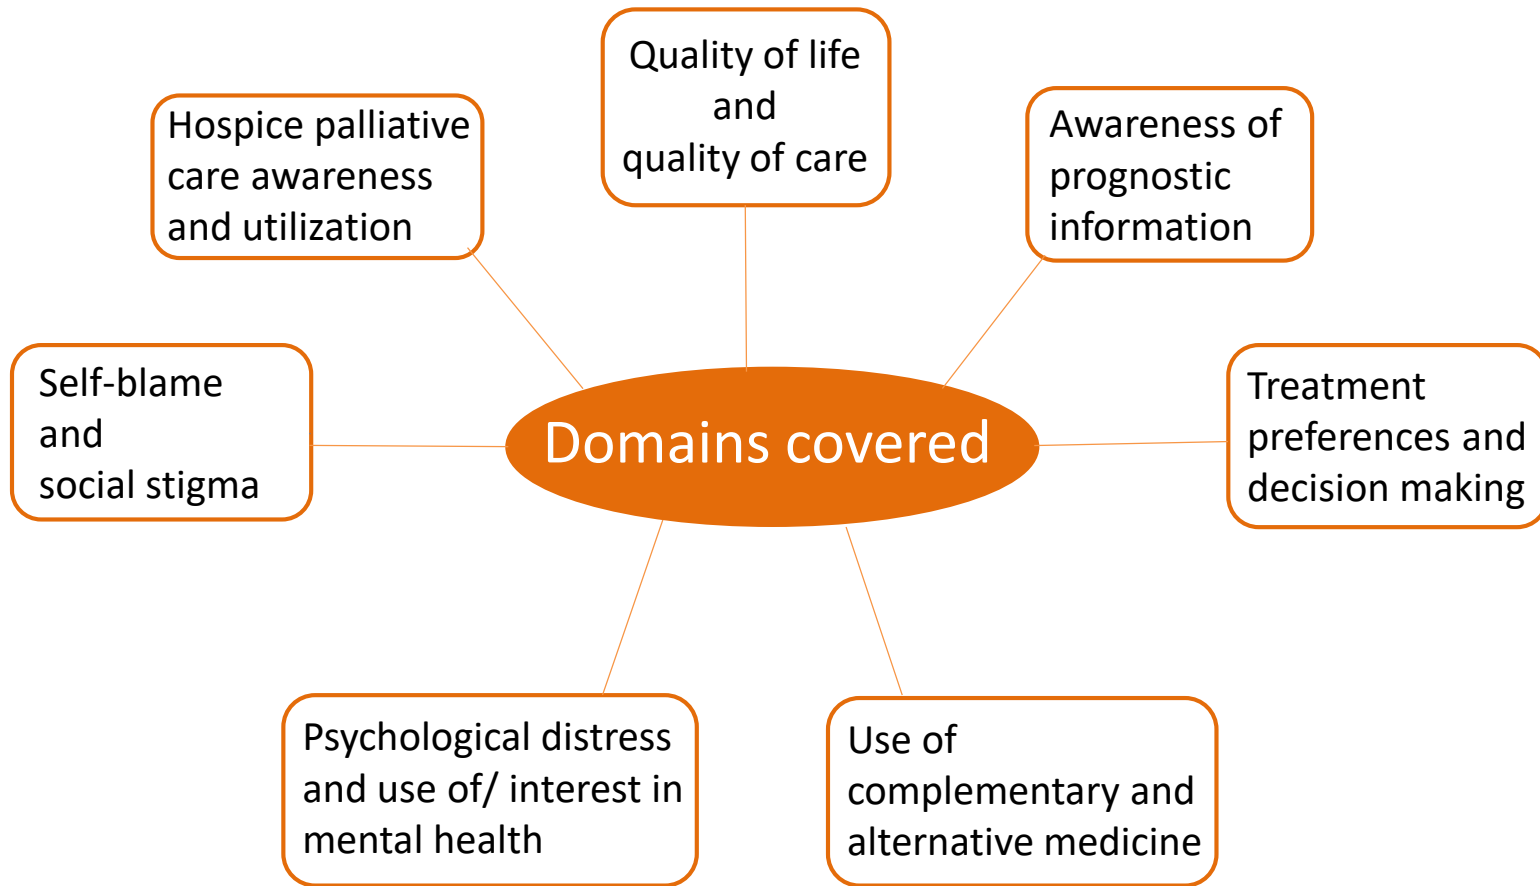 Quality of life
and
quality of care
Hospice palliative
care awareness
and utilization
Awareness of
prognostic
information
Self-blame
and
social stigma
Domains covered
Treatment
preferences and
decision making
Psychological distress
and use of/ interest in
mental health
Use of
complementary and
alternative medicine